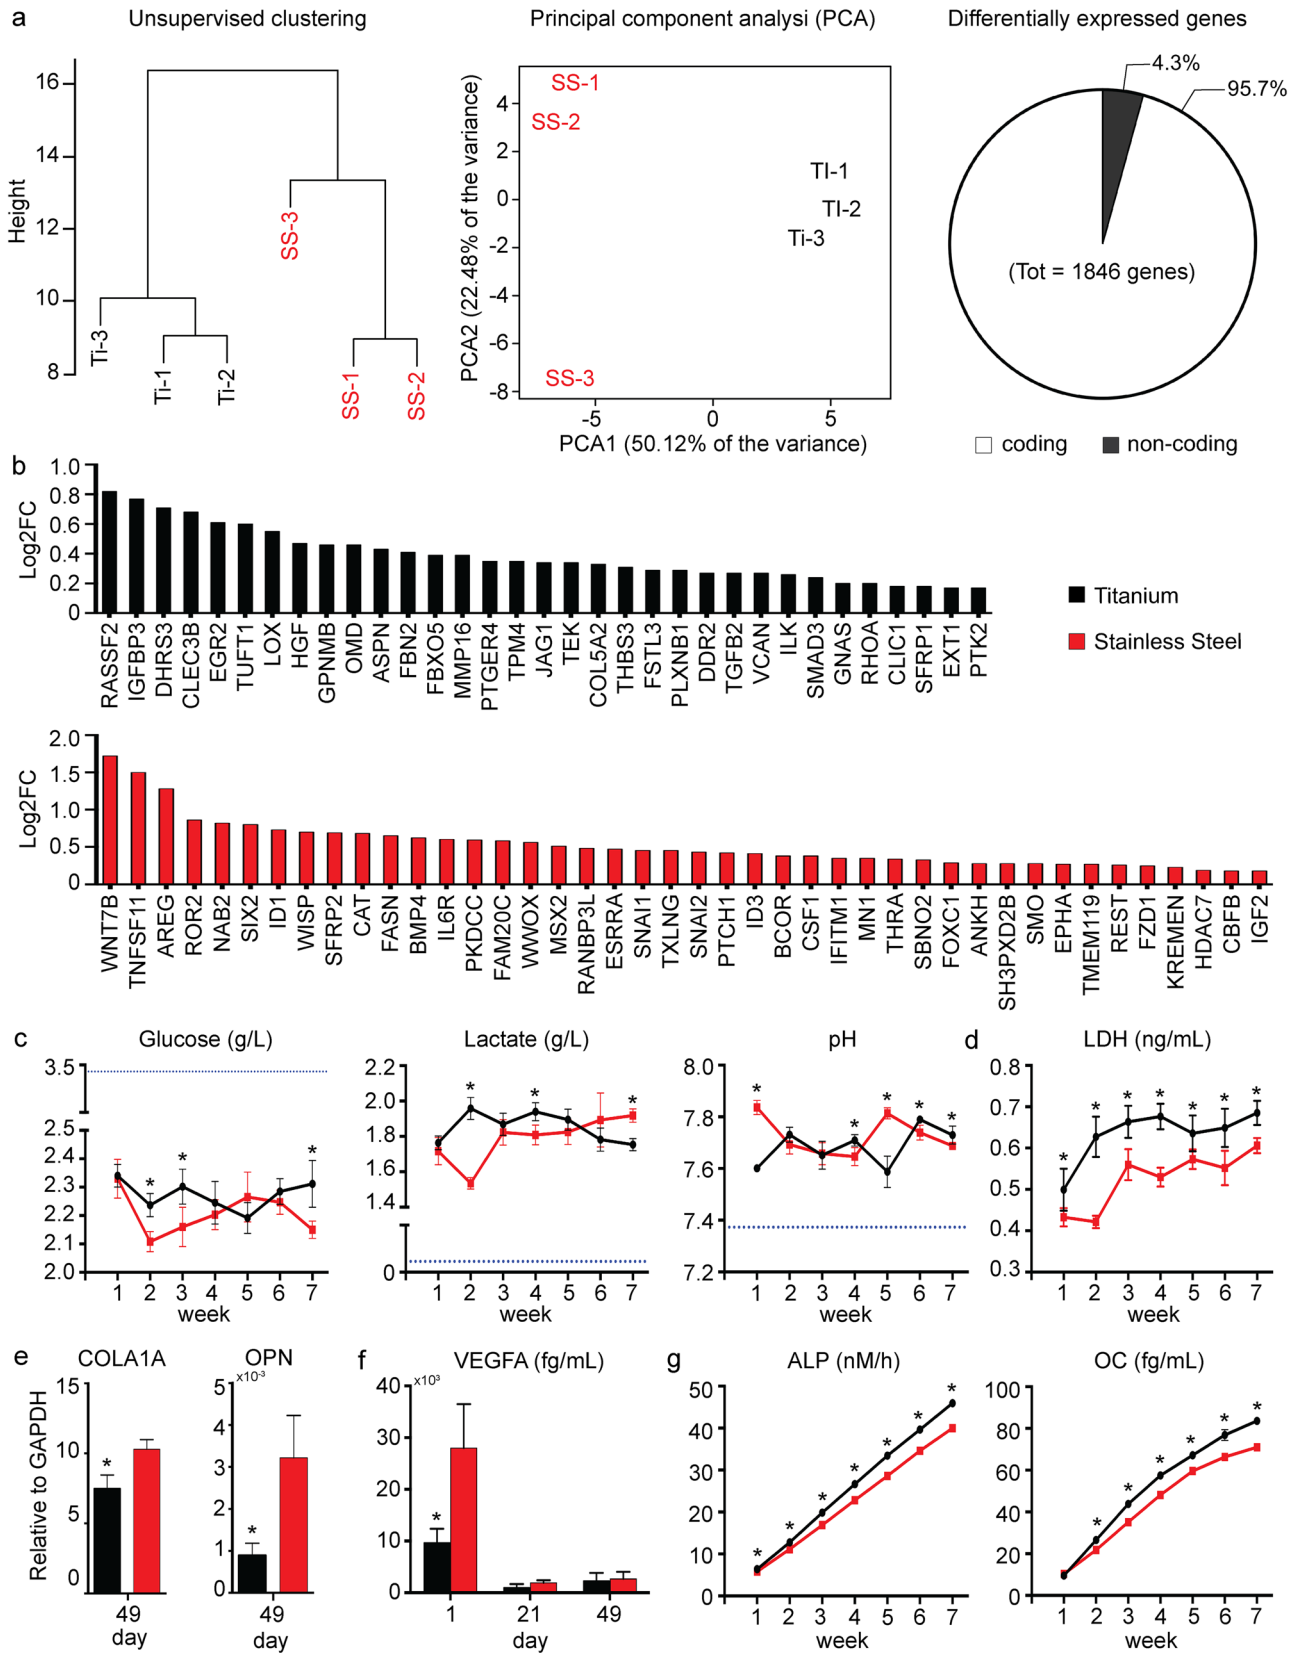 a
Unsupervised clustering
Principal component analysi (PCA)
Differentially expressed genes
Height
16
14
12
10
8
Ti-3
Ti-1
Ti-2
SS-3
SS-1
SS-2
PCA2 (22.48% of the variance)
4
2
0
-2
-4
-6
-8
SS-1
SS-2
TI-1
TI-2
Ti-3
SS-3
-5 0 5
PCA1 (50.12% of the variance)
4.3%
95.7%
(Tot = 1846 genes)
coding non-coding
b
Log2FC
1.0
0.8
0.6
0.4
0.2
0
RASSF2 IGFBP3 DHRS3 CLEC3B EGR2 TUFT1 LOX HGF GPNMB OMD ASPN FBN2 FBXO5 MMP16 PTGER4 TPM4 JAG1 TEK COL5A2 THBS3 FSTL3 PLXNB1 DDR2 TGFB2 VCAN ILK SMAD3 GNAS RHOA CLIC1 SFRP1 EXT1 PTK2
Titanium
Stainless Steel
Log2FC
2.0
1.5
1.0
0.5
0
WNT7B TNFSF11 AREG ROR2 NAB2 SIX2 ID1 WISP SFRP2 CAT FASN BMP4 IL6R PKDCC FAM20C WWOX MSX2 RANBP3L ESRRA SNAI1 TXLNG SNAI2 PTCH1 ID3 BCOR CSF1 IFITM1 MN1 THRA SBNO2 FOXC1 ANKH SH3PXD2B SMO EPHA TMEM119 REST FZD1 KREMEN HDAC7 CBFB IGF2
c
Glucose (g/L)
3.5
2.5
2.4
2.3
2.2
2.1
2.0
* * *
1 2 3 4 5 6 7
week
Lactate (g/L)
2.2
2.0
1.8
1.6
1.4
0
* * *
1 2 3 4 5 6 7
week
pH
8.0
7.8
7.6
7.4
7.2
* * * * *
1 2 3 4 5 6 7
week
d
LDH (ng/mL)
0.8
0.7
0.6
0.5
0.4
0.3
* * * * * * *
1 2 3 4 5 6 7
week
e
COLA1A
Relative to GAPDH
15
10
5
0
*
49
day
OPN
x10⁻³
5
4
3
2
1
0
*
49
day
f
VEGFA (fg/mL)
x10³
40
30
20
10
0
*
1 21 49
day
g
ALP (nM/h)
50
40
30
20
10
0
* * * * * * *
1 2 3 4 5 6 7
week
OC (fg/mL)
100
80
60
40
20
0
* * * * * *
1 2 3 4 5 6 7
week